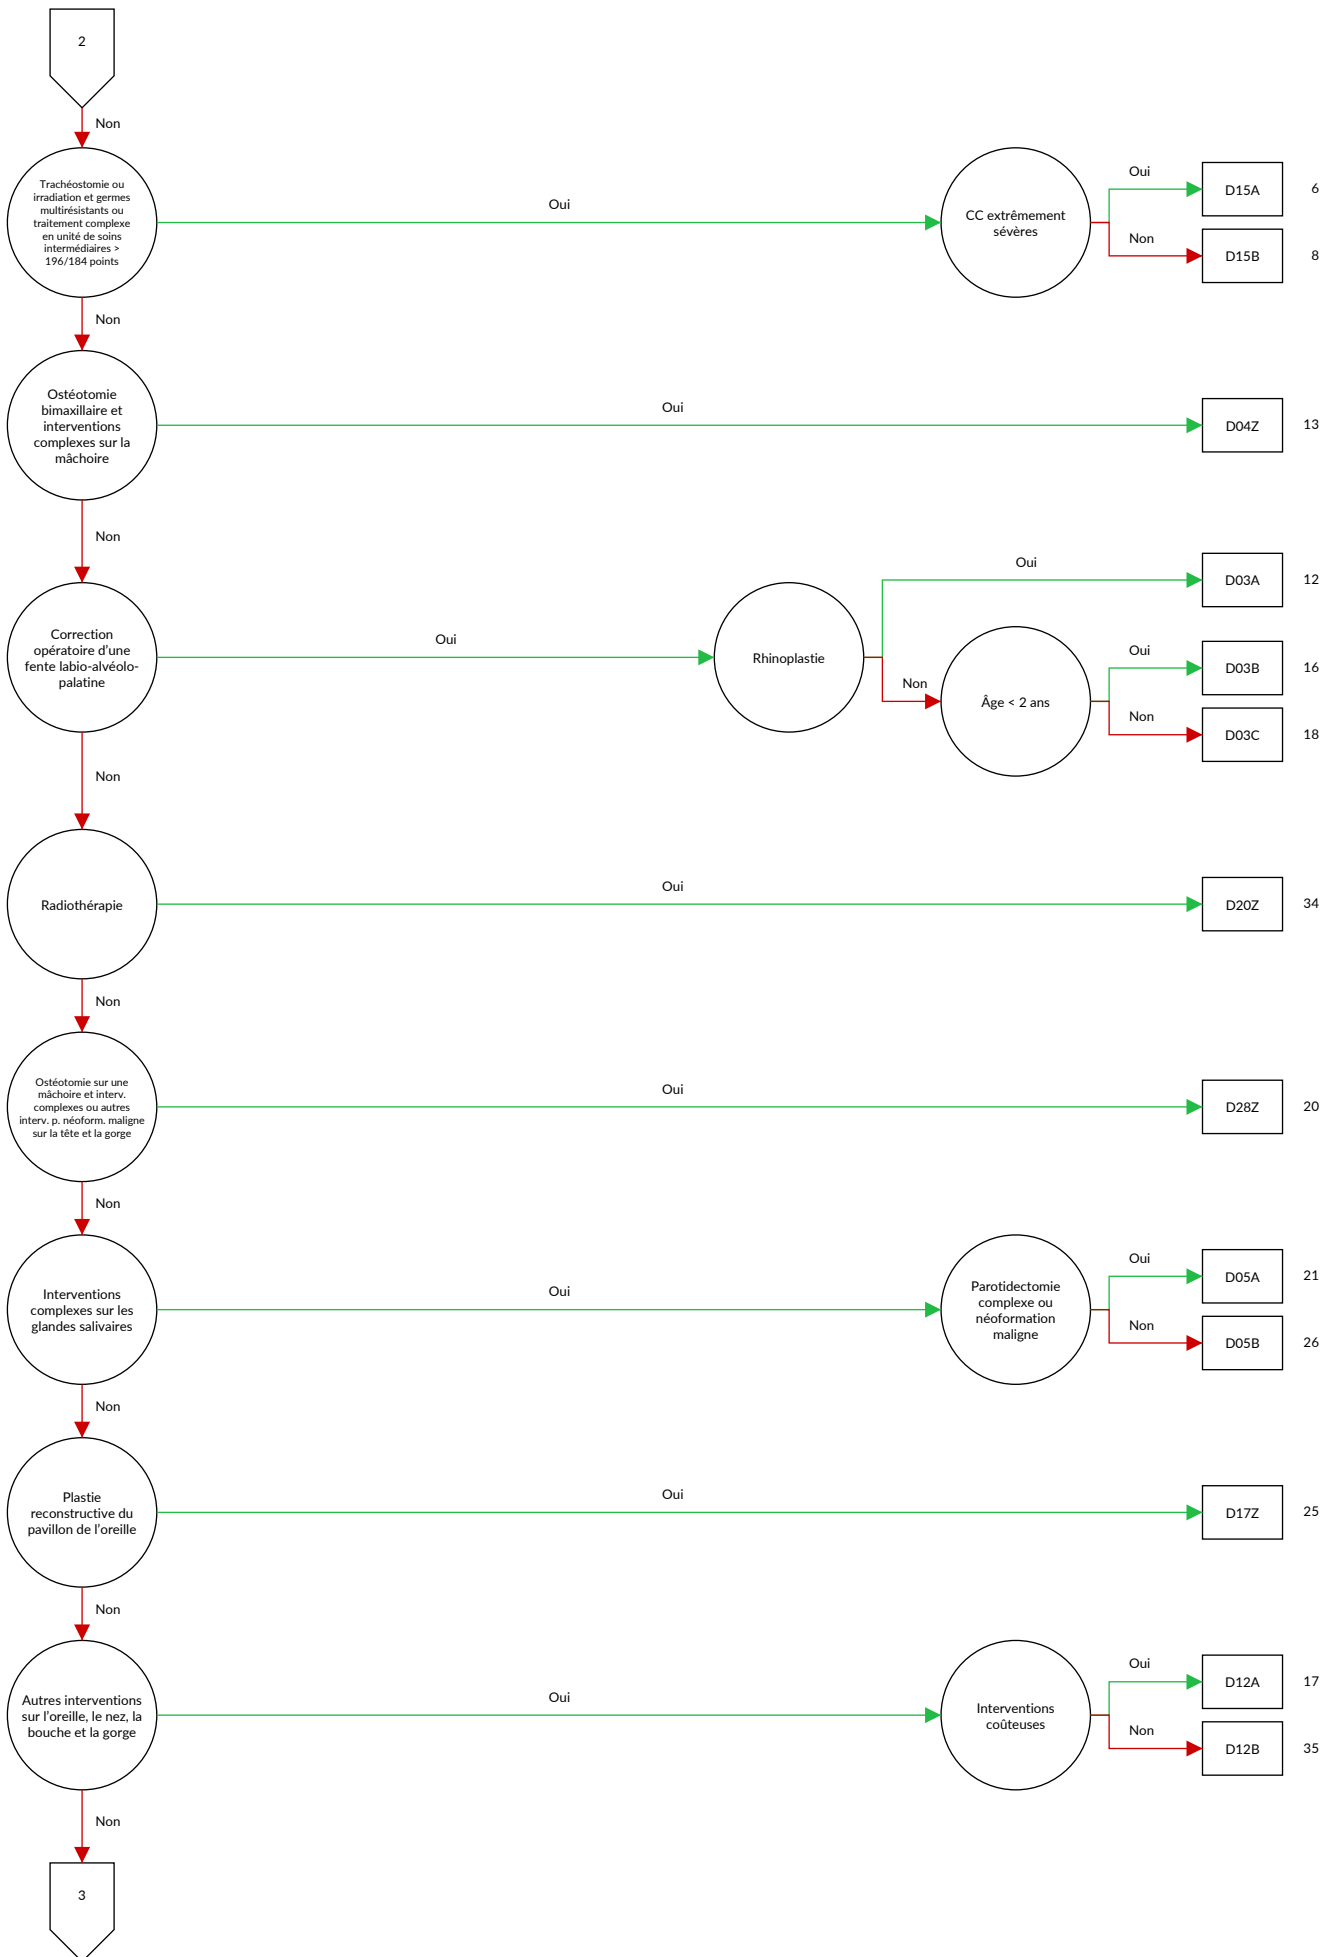 2
Non
Trachéostomie ou
irradiation et germes
multirésistants ou
traitement complexe
en unité de soins
intermédiaires >
196/184 points
Oui
CC extrêmement
sévères
Oui
D15A
6
Non
D15B
8
Non
Ostéotomie
bimaxillaire et
interventions
complexes sur la
mâchoire
Oui
D04Z
13
Non
Correction
opératoire d'une
fente labio-alvéolo-
palatine
Oui
Rhinoplastie
Oui
D03A
12
Non
Âge < 2 ans
Oui
D03B
16
Non
D03C
18
Non
Radiothérapie
Oui
D20Z
34
Non
Ostéotomie sur une
mâchoire et interv.
complexes ou autres
interv. p. néoform. maligne
sur la tête et la gorge
Oui
D28Z
20
Non
Interventions
complexes sur les
glandes salivaires
Oui
Parotidectomie
complexe ou
néoformation
maligne
Oui
D05A
21
Non
D05B
26
Non
Plastie
reconstructive du
pavillon de l'oreille
Oui
D17Z
25
Non
Autres interventions
sur l'oreille, le nez, la
bouche et la gorge
Oui
Interventions
coûteuses
Oui
D12A
17
Non
D12B
35
Non
3